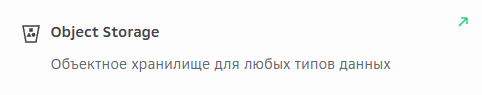 Object Storage
Объектное хранилище для любых типов данных